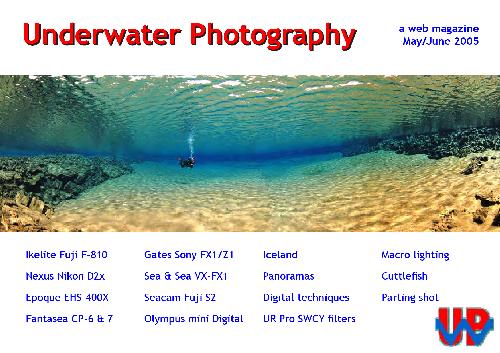 Underwater Photography
a web magazine
May/June 2005
Ikelite Fuji F-810
Gates Sony FX1/Z1
Iceland
Macro lighting
Nexus Nikon D2x
Sea & Sea VX-FX1
Panoramas
Cuttlefish
Epoque EHS-400X
Seacam Fuji S2
Digital techniques
Parting shot
Fantasea CP-6 & 7
Olympus mini Digital
UR Pro SWCY filters
UP